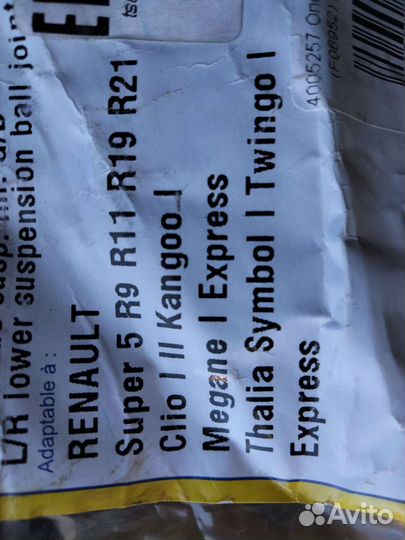 L/R lower suspension ball joint
Adaptable à :
RENAULT
Super 5 R9 R11 R19 R21
Clio I II Kangoo I
Megane I Express
Thalia Symbol I Twingo I
Express
4005257
(F06952)
Avito